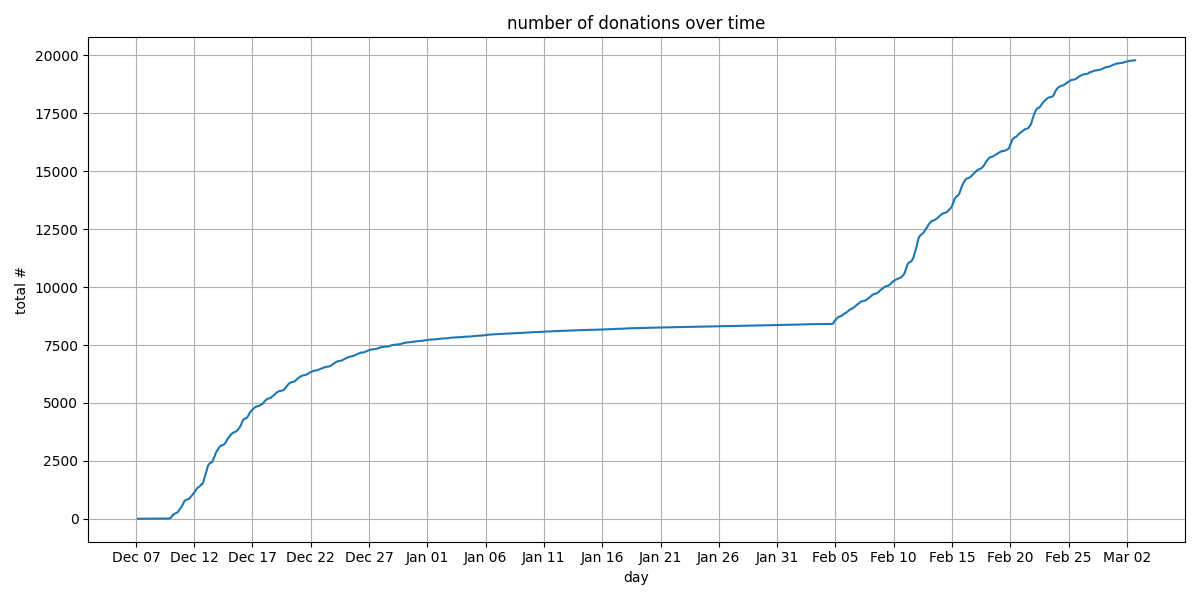 number of donations over time
total #
20000
17500
15000
12500
10000
7500
5000
2500
0
Dec 07 Dec 12 Dec 17 Dec 22 Dec 27 Jan 01 Jan 06 Jan 11 Jan 16 Jan 21 Jan 26 Jan 31 Feb 05 Feb 10 Feb 15 Feb 20 Feb 25 Mar 02
day